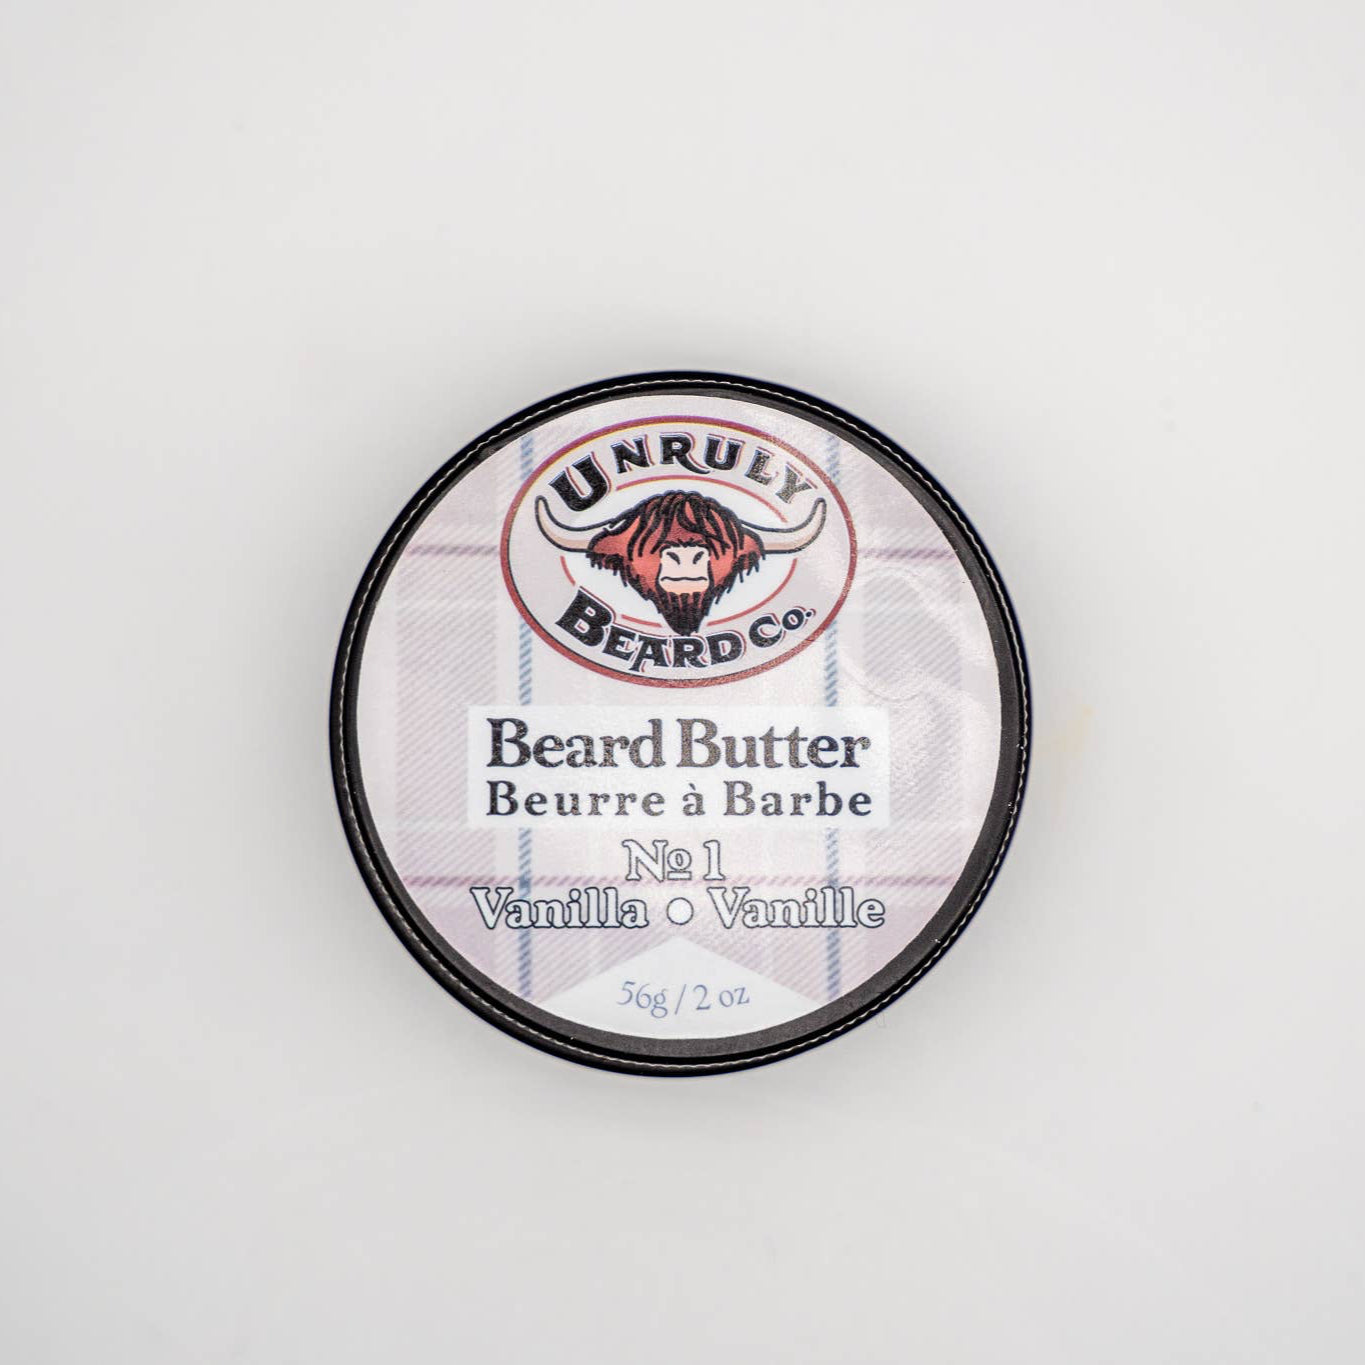 UNRULY
BEARD CO.
Beard Butter
Beurre à Barbe
№ 1
Vanilla • Vanille
56g / 2 oz